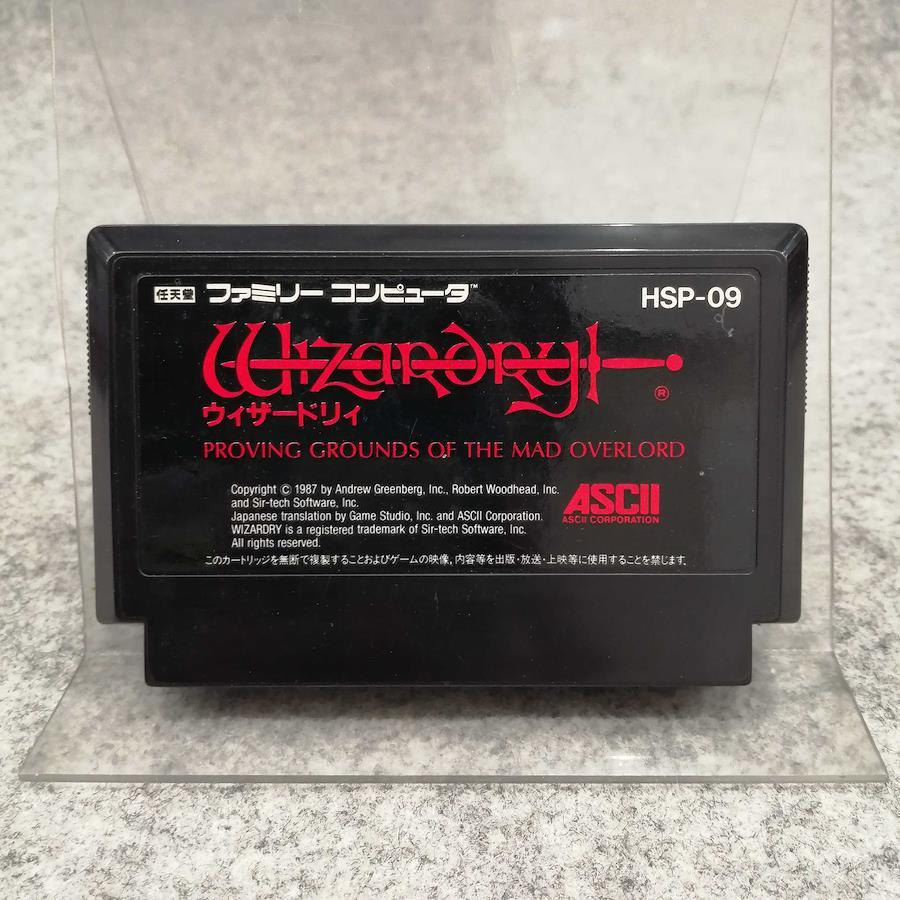 任天堂 ファミリー コンピュータ™ HSP-09
Wizardry®
ウィザードリィ
PROVING GROUNDS OF THE MAD OVERLORD
Copyright © 1987 by Andrew Greenberg, Inc., Robert Woodhead, Inc.
and Sir-tech Software, Inc.
Japanese translation by Game Studio, Inc. and ASCII Corporation.
WIZARDRY is a registered trademark of Sir-tech Software, Inc.
All rights reserved.
ASCII
ASCII CORPORATION
このカートリッジを無断で複製することおよびゲームの映像，内容等を出版・放送・上映等に使用することを禁じます．